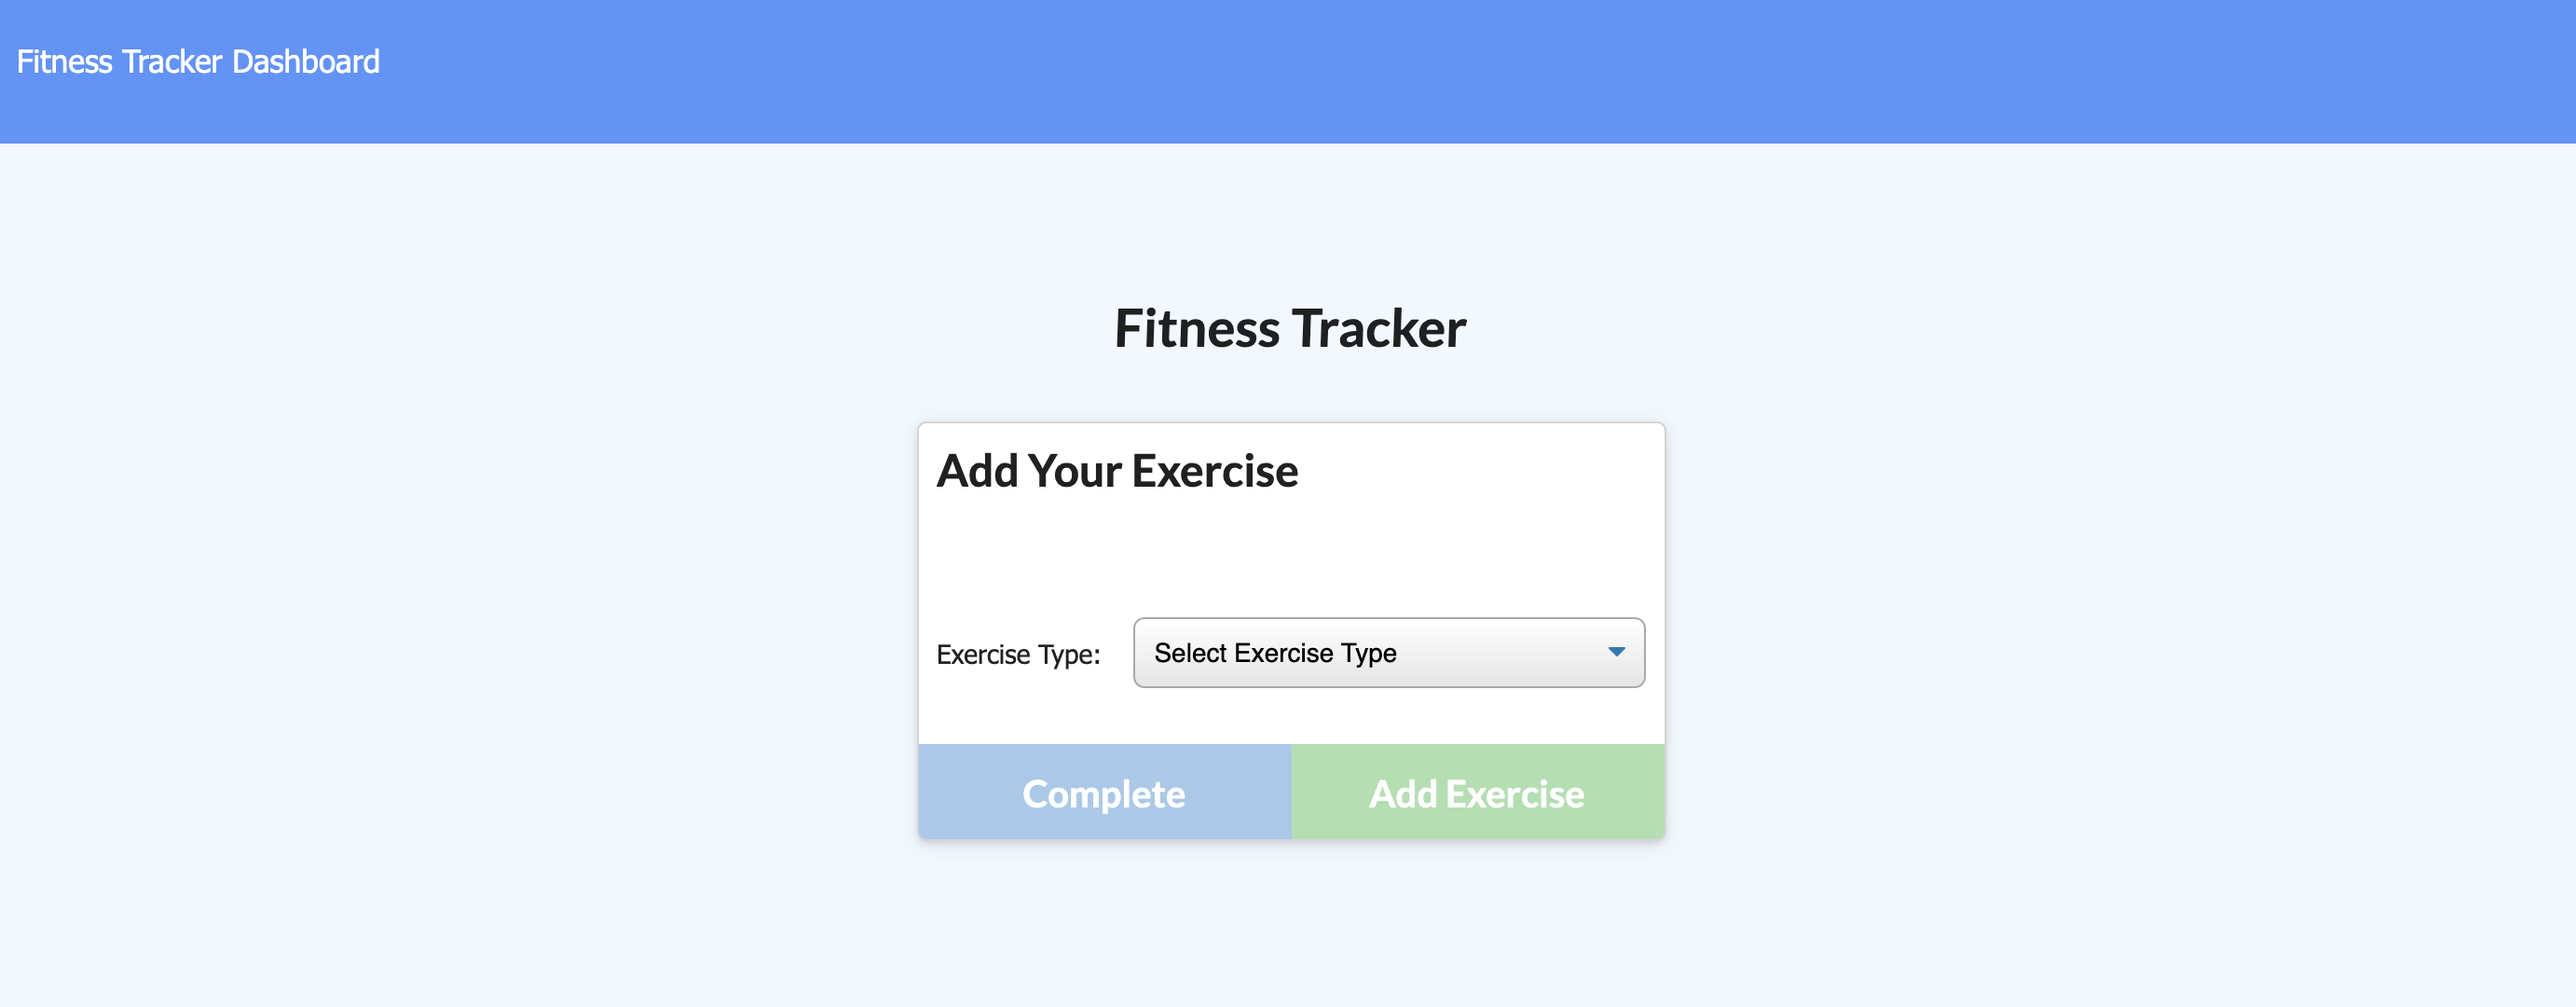 Fitness Tracker Dashboard
Fitness Tracker
Add Your Exercise
Exercise Type: Select Exercise Type
Complete Add Exercise